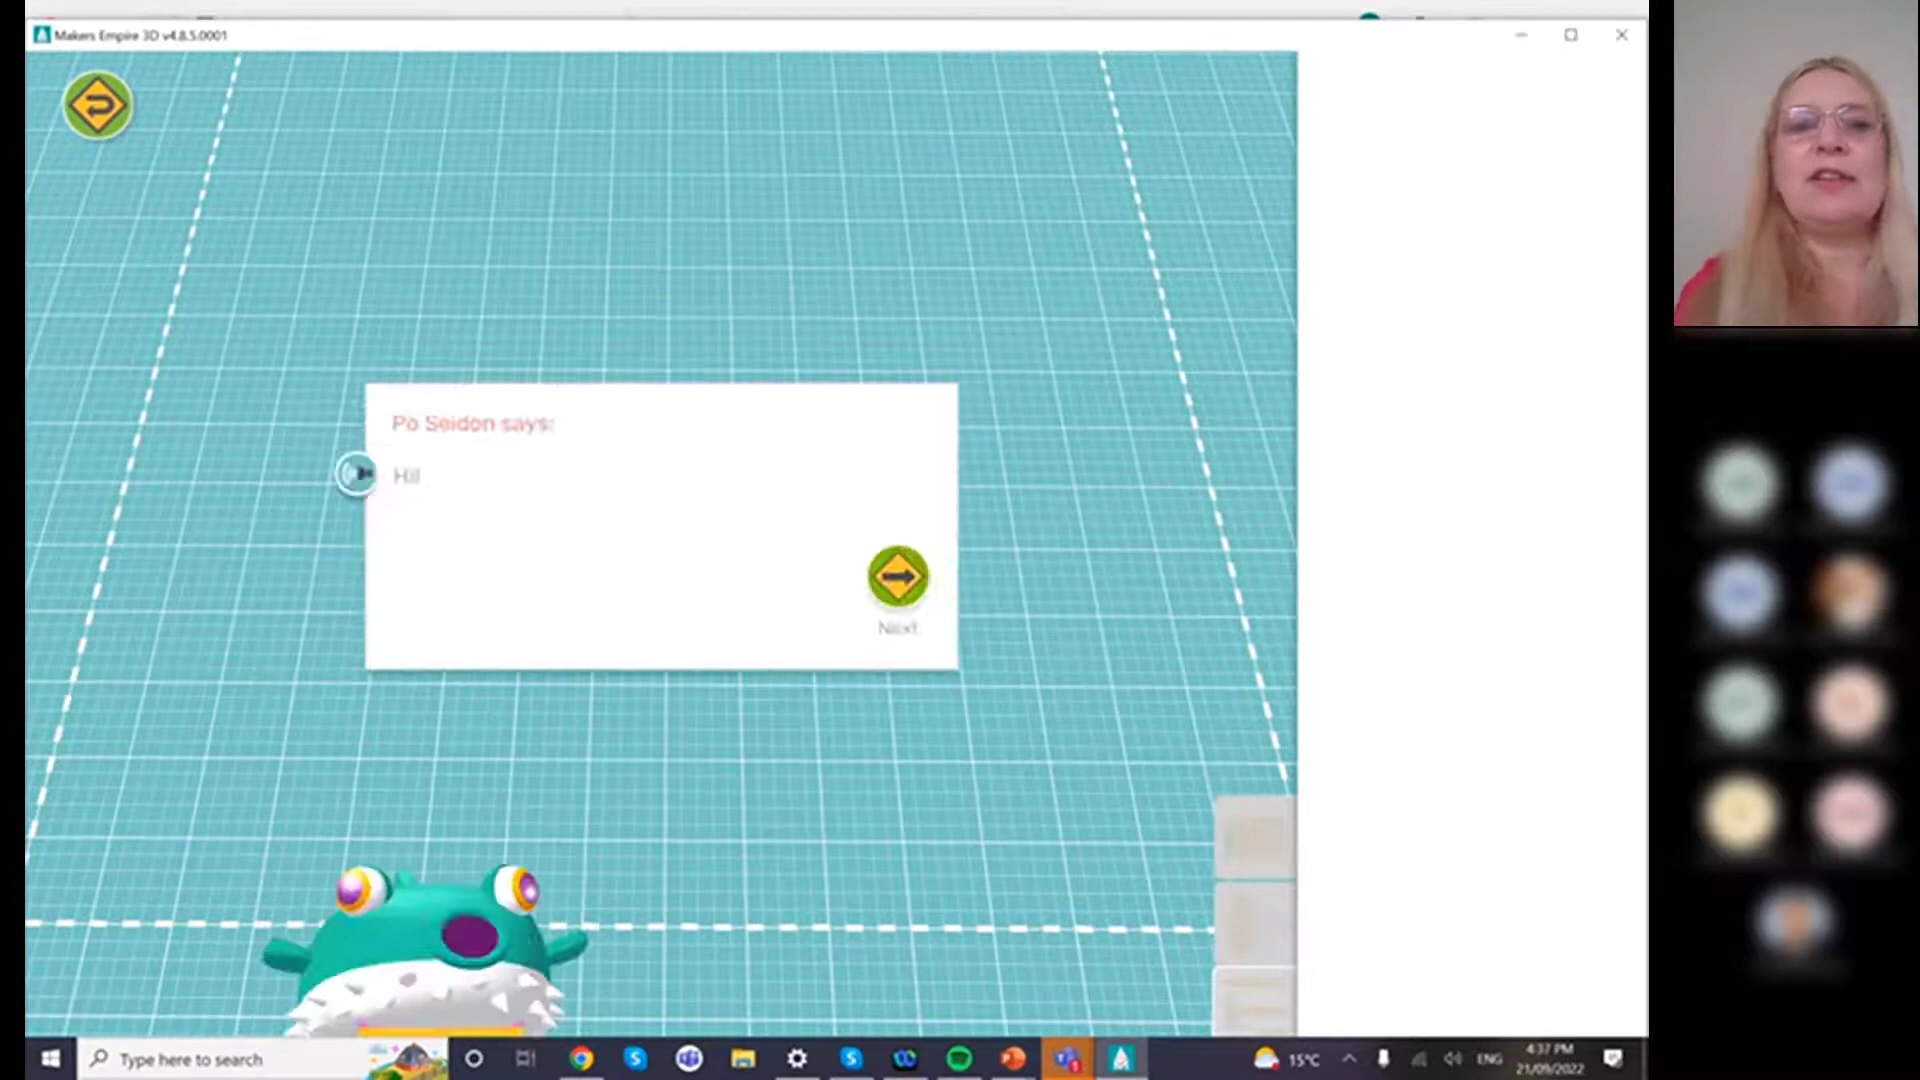 Makers Empire 3D v4.8.5.0001
Po Seidon says:
Hi!
Next
Type here to search
15°C
ENG
4:37 PM
21/09/2022